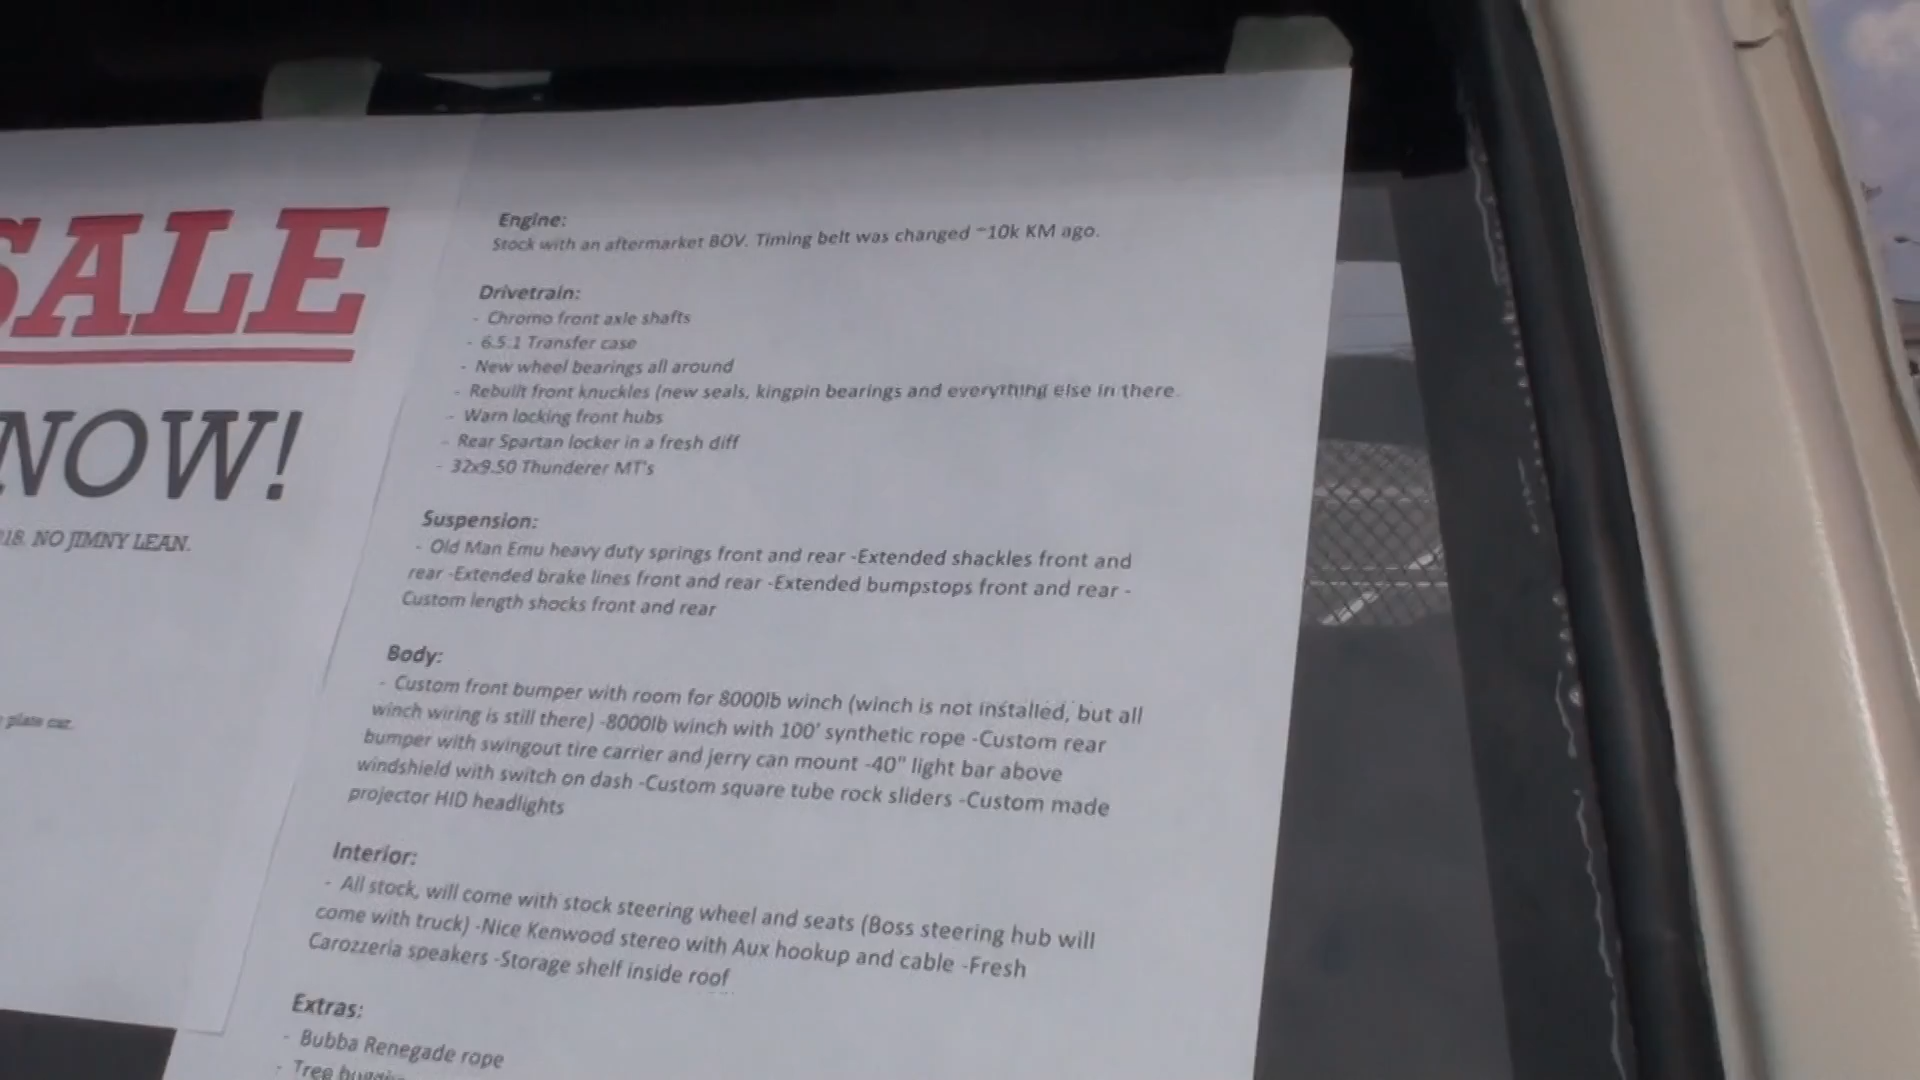 SALE
NOW!
18. NO JIMNY LEAN.
plate car.
Engine:
Stock with an aftermarket BOV. Timing belt was changed ~10k KM ago.
Drivetrain:
- Chromo front axle shafts
- 6.5:1 Transfer case
- New wheel bearings all around
- Rebuilt front knuckles (new seals, kingpin bearings and everything else in there.
- Warn locking front hubs
- Rear Spartan locker in a fresh diff
- 32x9.50 Thunderer MT's
Suspension:
- Old Man Emu heavy duty springs front and rear -Extended shackles front and
rear -Extended brake lines front and rear -Extended bumpstops front and rear -
Custom length shocks front and rear
Body:
- Custom front bumper with room for 8000lb winch (winch is not installed, but all
winch wiring is still there) -8000lb winch with 100' synthetic rope -Custom rear
bumper with swingout tire carrier and jerry can mount -40" light bar above
windshield with switch on dash -Custom square tube rock sliders -Custom made
projector HID headlights
Interior:
- All stock, will come with stock steering wheel and seats (Boss steering hub will
come with truck) -Nice Kenwood stereo with Aux hookup and cable -Fresh
Carozzeria speakers -Storage shelf inside roof
Extras:
- Bubba Renegade rope
- Tree